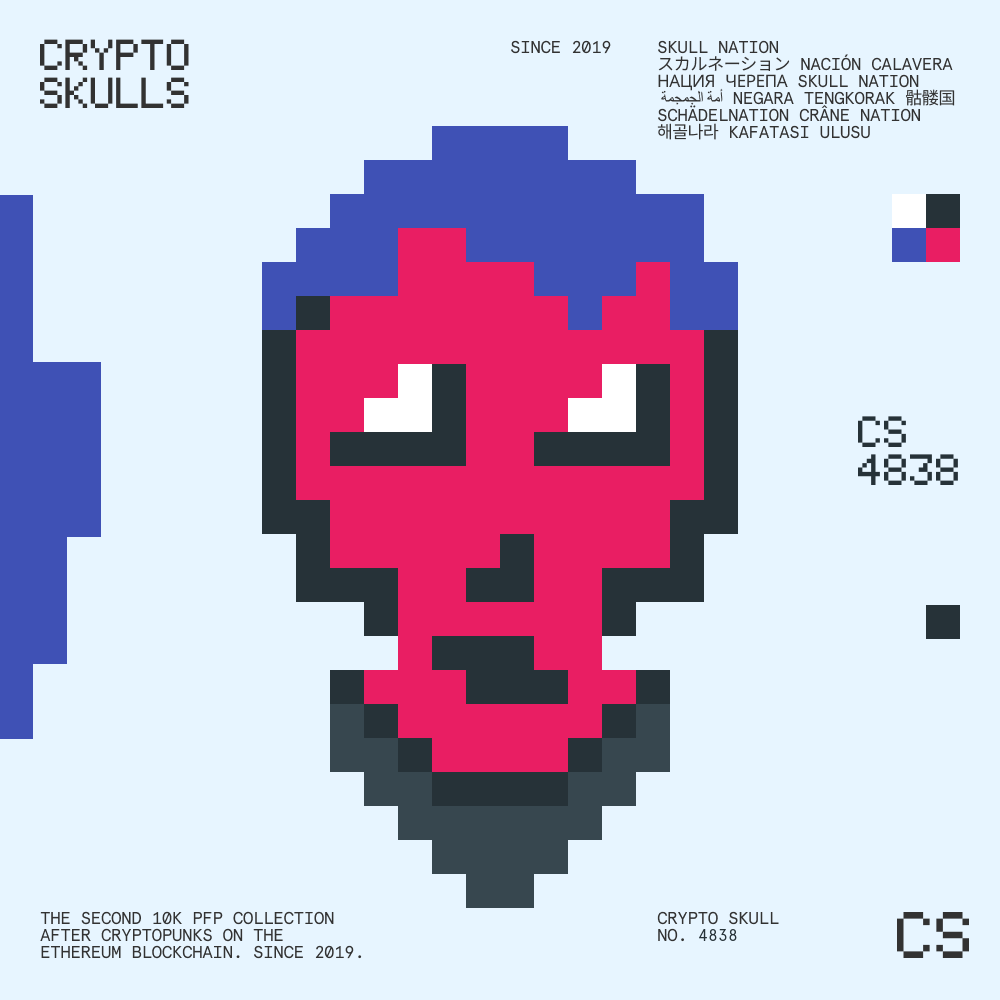 CRYPTO
SKULLS
SINCE 2019
SKULL NATION
スカルネーション NACIÓN CALAVERA
НАЦИЯ ЧЕРЕПА SKULL NATION
أمة الجمجمة NEGARA TENGKORAK 骷髅国
SCHÄDELNATION CRÂNE NATION
해골나라 KAFATASI ULUSU
CS
4838
THE SECOND 10K PFP COLLECTION
AFTER CRYPTOPUNKS ON THE
ETHEREUM BLOCKCHAIN. SINCE 2019.
CRYPTO SKULL
NO. 4838
CS